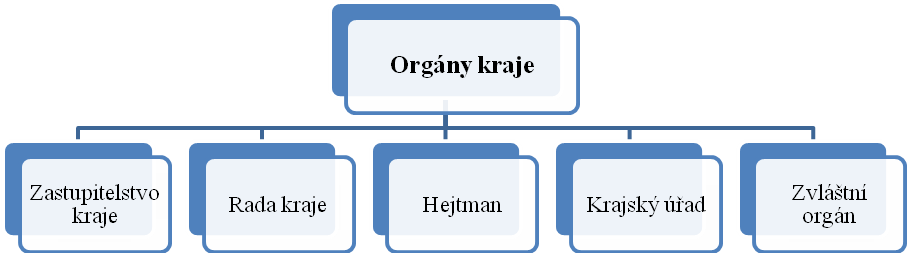 Orgány kraje
Zastupitelstvo
kraje
Rada kraje
Hejtman
Krajský úřad
Zvláštní
orgán